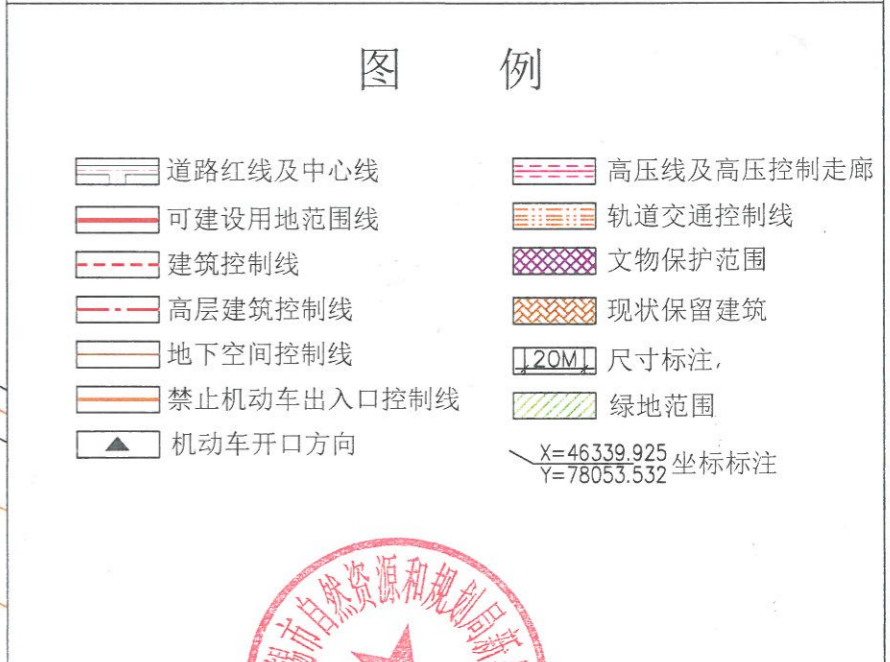 图 例
道路红线及中心线
可建设用地范围线
建筑控制线
高层建筑控制线
地下空间控制线
禁止机动车出入口控制线
机动车开口方向
高压线及高压控制走廊
轨道交通控制线
文物保护范围
现状保留建筑
20M 尺寸标注,
绿地范围
X=46339.925
Y=78053.532 坐标标注
锡市自然资源和规划局新